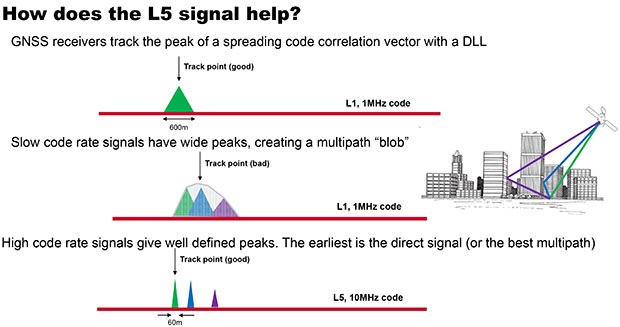 How does the L5 signal help?
GNSS receivers track the peak of a spreading code correlation vector with a DLL
Track point (good)
L1, 1MHz code
600m
Slow code rate signals have wide peaks, creating a multipath “blob”
Track point (bad)
L1, 1MHz code
High code rate signals give well defined peaks. The earliest is the direct signal (or the best multipath)
Track point (good)
L5, 10MHz code
60m